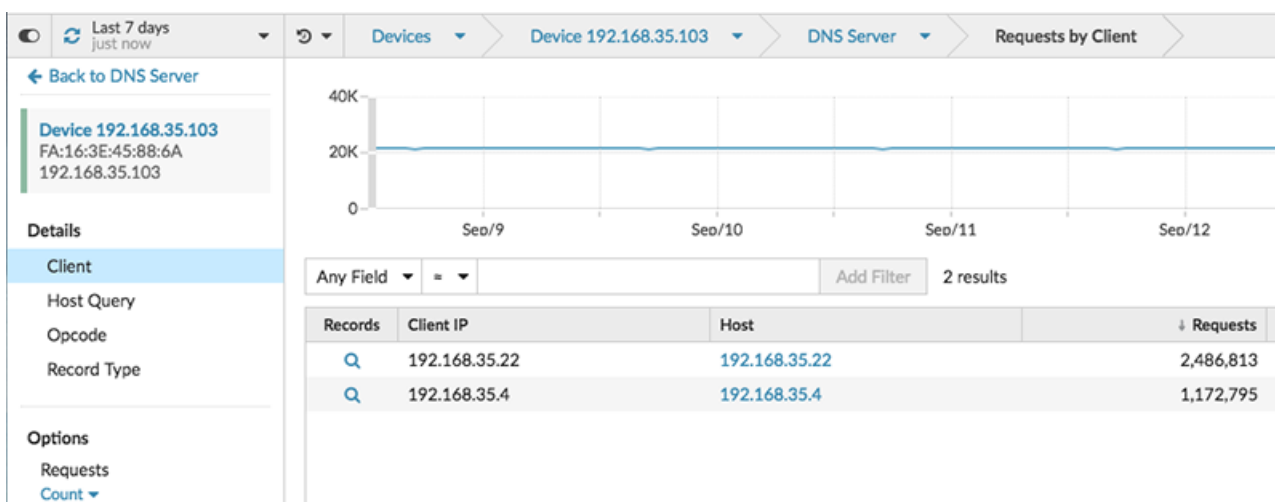 Last 7 days
just now
Devices
Device 192.168.35.103
DNS Server
Requests by Client
Back to DNS Server
Device 192.168.35.103
FA:16:3E:45:88:6A
192.168.35.103
Details
Client
Host Query
Opcode
Record Type
Options
Requests
Count
40K
20K
0
Sep/9 Sep/10 Sep/11 Sep/12
Any Field ≈ Add Filter 2 results
Records Client IP Host ↓ Requests
192.168.35.22 192.168.35.22 2,486,813
192.168.35.4 192.168.35.4 1,172,795